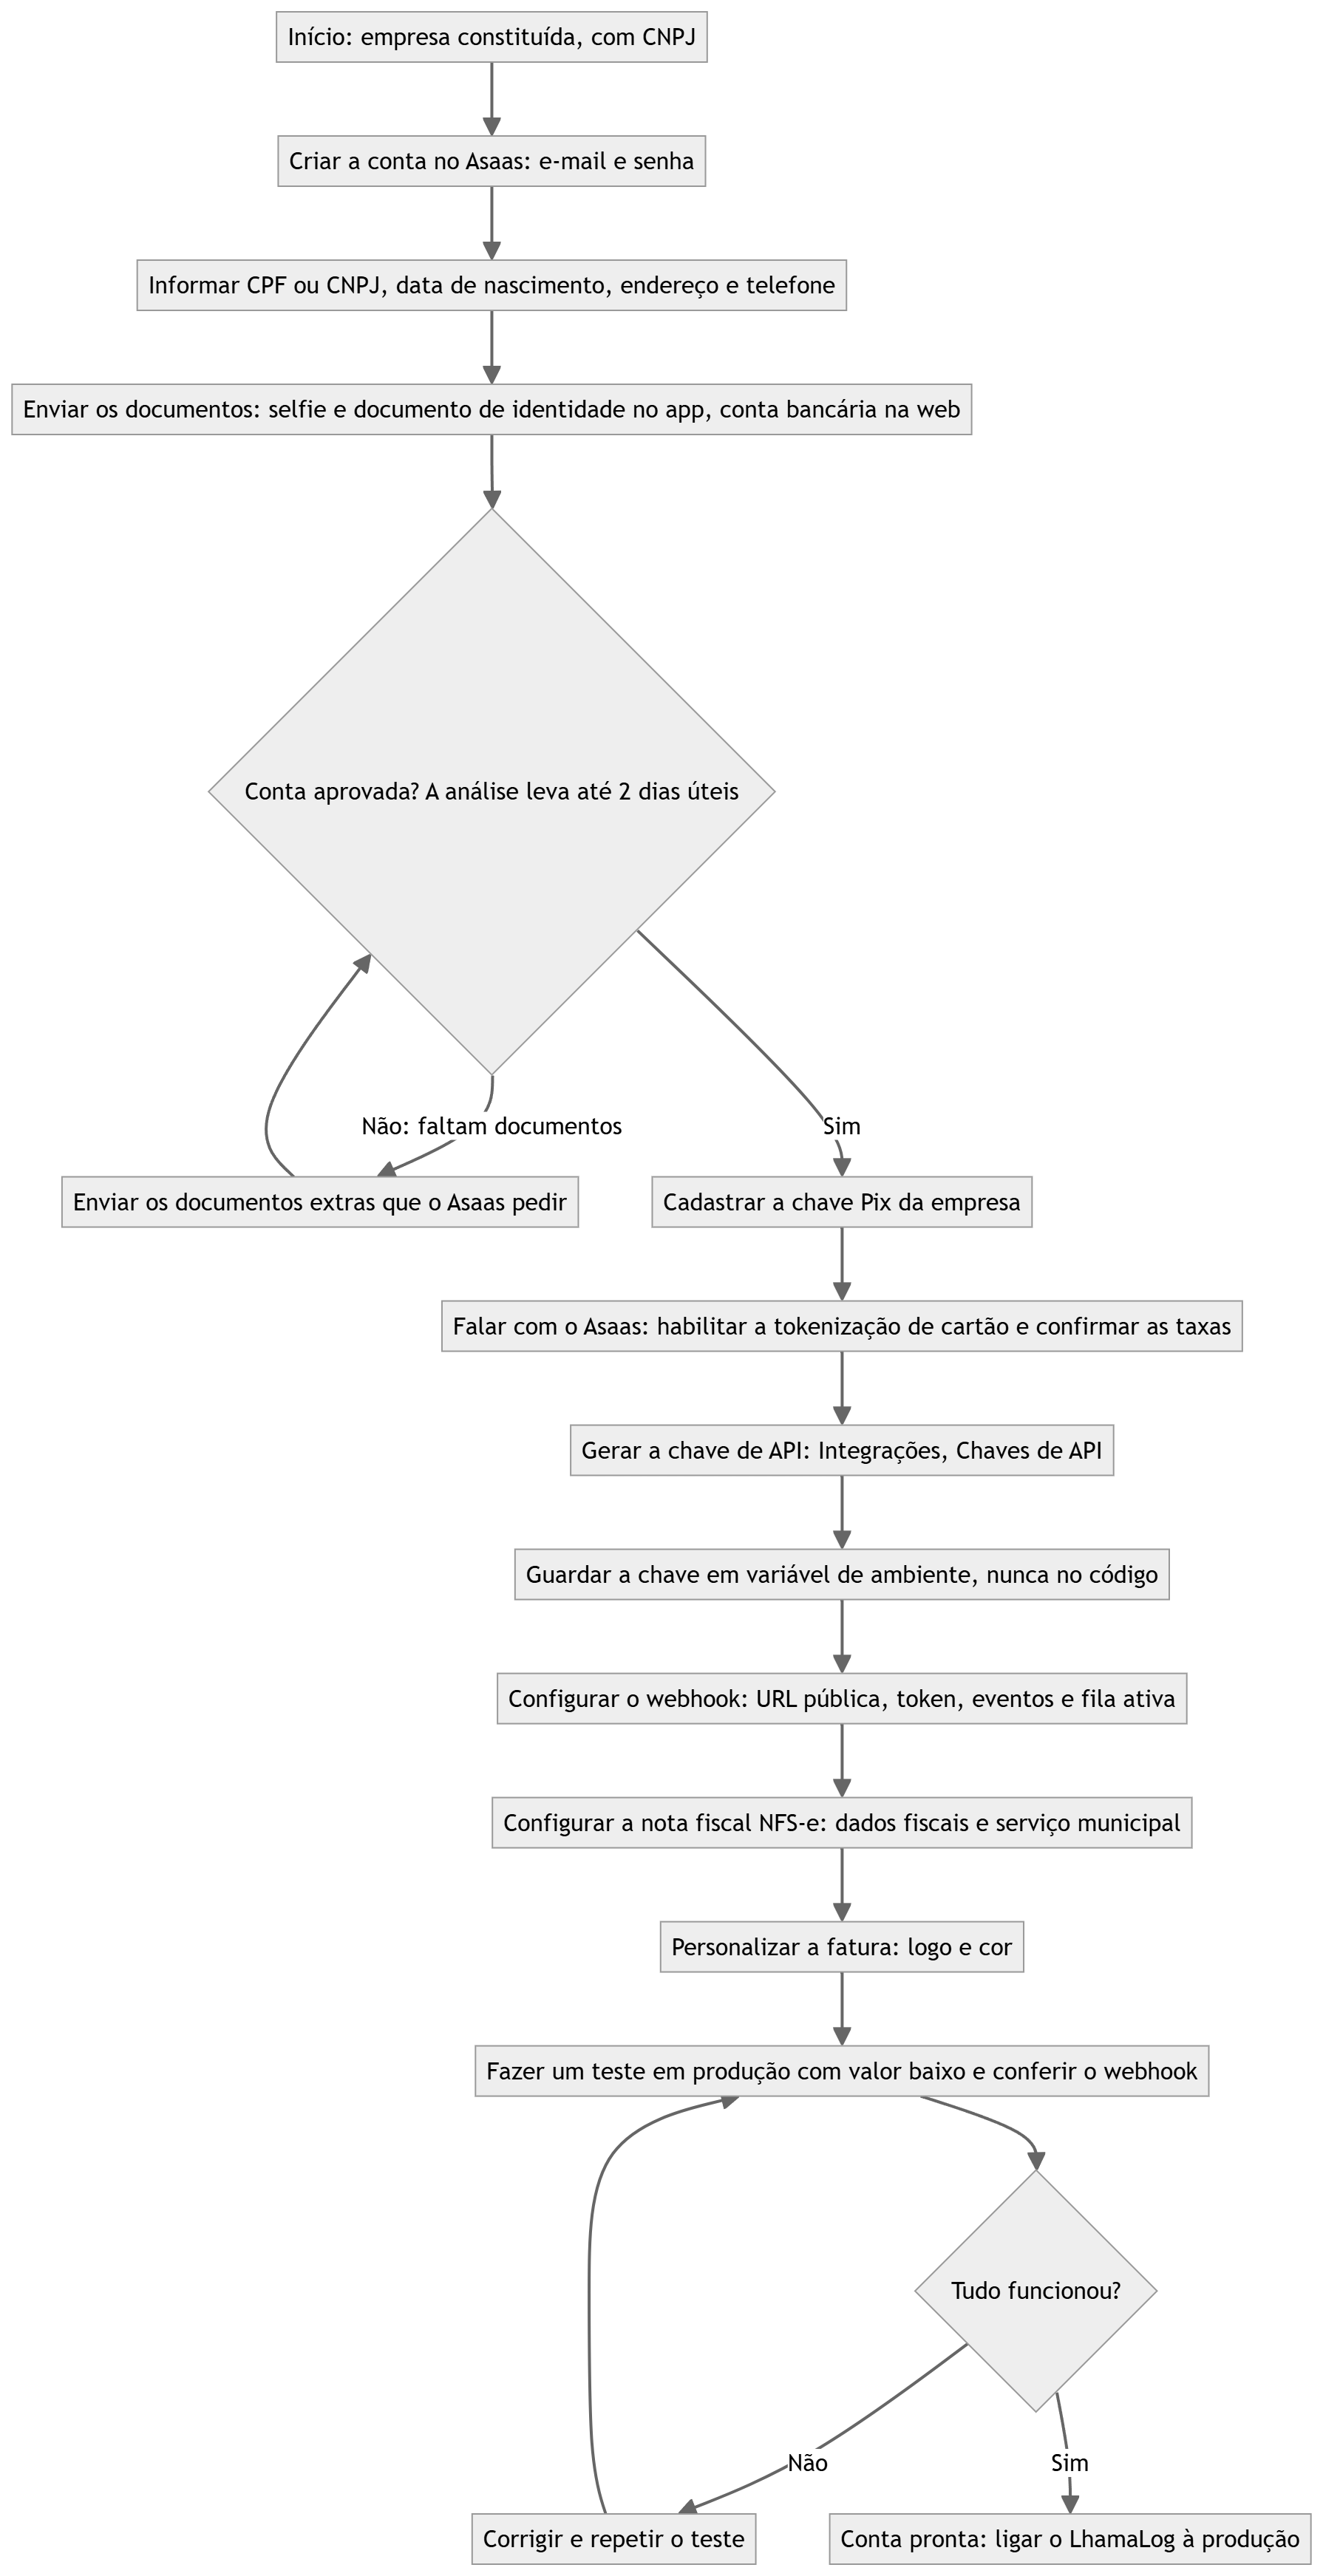 Início: empresa constituída, com CNPJ
Criar a conta no Asaas: e-mail e senha
Informar CPF ou CNPJ, data de nascimento, endereço e telefone
Enviar os documentos: selfie e documento de identidade no app, conta bancária na web
Conta aprovada? A análise leva até 2 dias úteis
Não: faltam documentos
Sim
Enviar os documentos extras que o Asaas pedir
Cadastrar a chave Pix da empresa
Falar com o Asaas: habilitar a tokenização de cartão e confirmar as taxas
Gerar a chave de API: Integrações, Chaves de API
Guardar a chave em variável de ambiente, nunca no código
Configurar o webhook: URL pública, token, eventos e fila ativa
Configurar a nota fiscal NFS-e: dados fiscais e serviço municipal
Personalizar a fatura: logo e cor
Fazer um teste em produção com valor baixo e conferir o webhook
Tudo funcionou?
Não
Sim
Corrigir e repetir o teste
Conta pronta: ligar o LhamaLog à produção